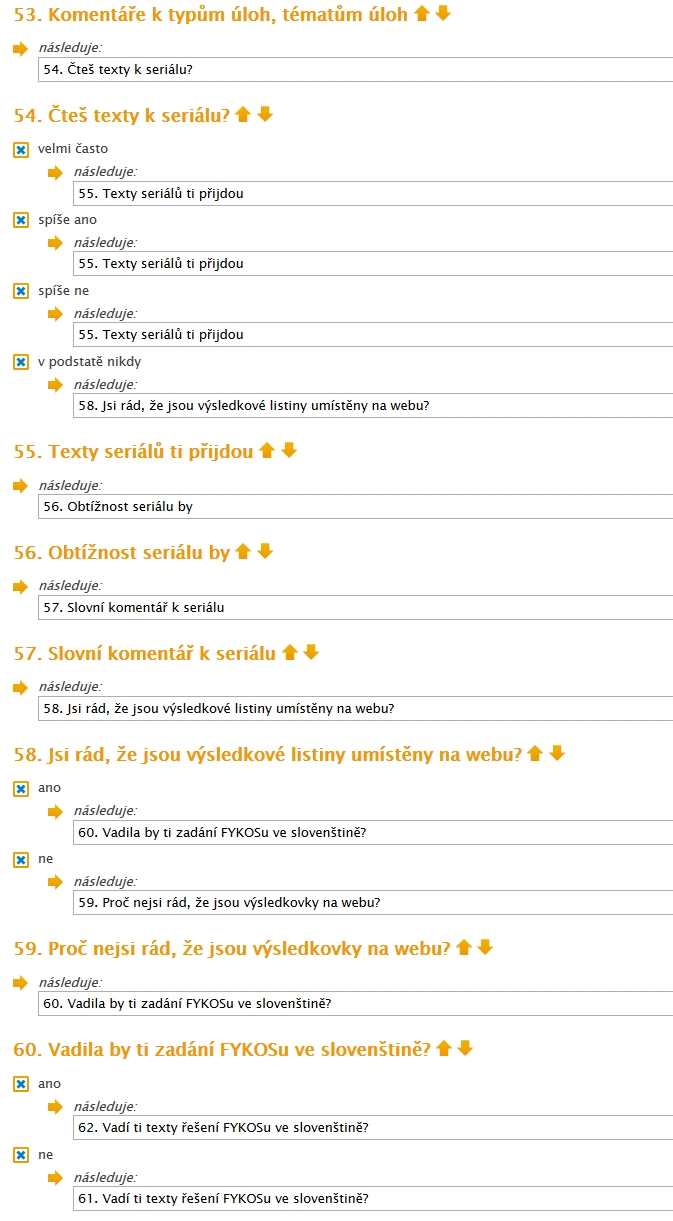 53. Komentáře k typům úloh, tématům úloh
následuje:
54. Čteš texty k seriálu?
54. Čteš texty k seriálu?
velmi často
následuje:
55. Texty seriálů ti přijdou
spíše ano
následuje:
55. Texty seriálů ti přijdou
spíše ne
následuje:
55. Texty seriálů ti přijdou
v podstatě nikdy
následuje:
58. Jsi rád, že jsou výsledkové listiny umístěny na webu?
55. Texty seriálů ti přijdou
následuje:
56. Obtížnost seriálu by
56. Obtížnost seriálu by
následuje:
57. Slovní komentář k seriálu
57. Slovní komentář k seriálu
následuje:
58. Jsi rád, že jsou výsledkové listiny umístěny na webu?
58. Jsi rád, že jsou výsledkové listiny umístěny na webu?
ano
následuje:
60. Vadila by ti zadání FYKOSu ve slovenštině?
ne
následuje:
59. Proč nejsi rád, že jsou výsledkovky na webu?
59. Proč nejsi rád, že jsou výsledkovky na webu?
následuje:
60. Vadila by ti zadání FYKOSu ve slovenštině?
60. Vadila by ti zadání FYKOSu ve slovenštině?
ano
následuje:
62. Vadí ti texty řešení FYKOSu ve slovenštině?
ne
následuje:
61. Vadí ti texty řešení FYKOSu ve slovenštině?